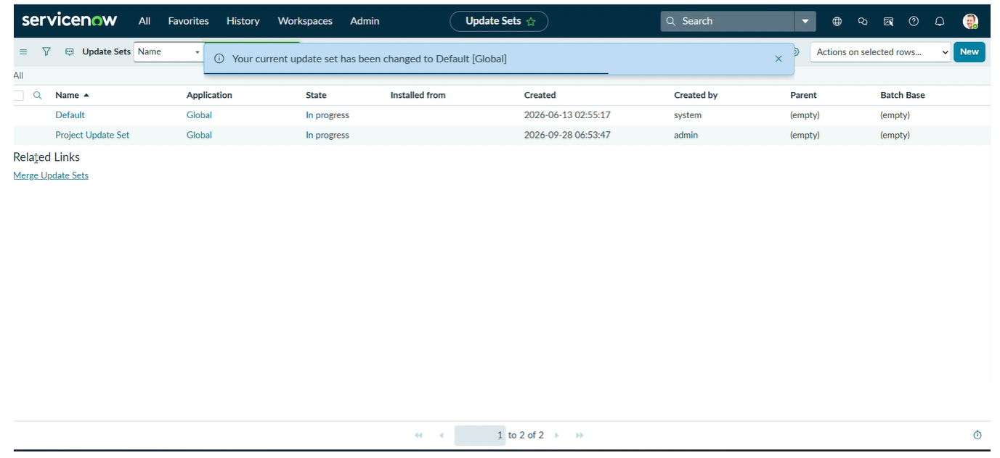 servicenow All Favorites History Workspaces Admin Update Sets Search
Update Sets Name Your current update set has been changed to Default [Global] Actions on selected rows... New
All
Name Application State Installed from Created Created by Parent Batch Base
Default Global In progress 2026-06-13 02:55:17 system (empty) (empty)
Project Update Set Global In progress 2026-09-28 06:53:47 admin (empty) (empty)
Related Links
Merge Update Sets
1 to 2 of 2